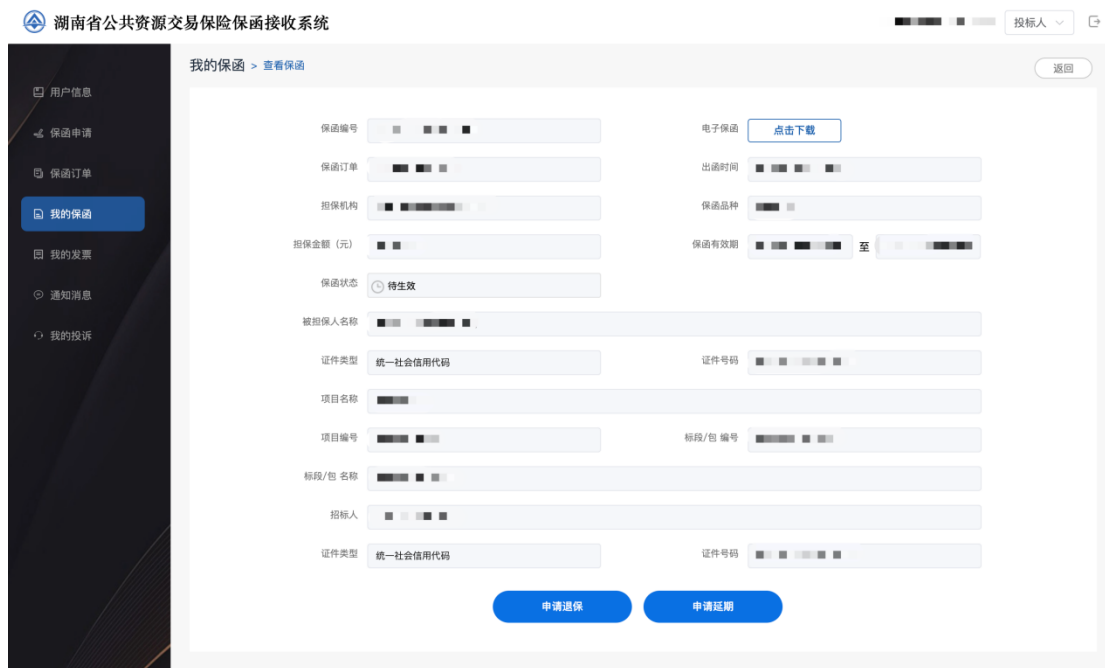 湖南省公共资源交易保险保函接收系统
投标人
我的保函 > 查看保函
返回
用户信息
保函申请
保函订单
我的保函
我的发票
通知消息
我的投诉
保函编号
电子保函 点击下载
保函订单
出函时间
担保机构
保函品种
担保金额（元）
保函有效期 至
保函状态 待生效
被担保人名称
证件类型 统一社会信用代码
证件号码
项目名称
项目编号
标段/包 编号
标段/包 名称
招标人
证件类型 统一社会信用代码
证件号码
申请退保
申请延期